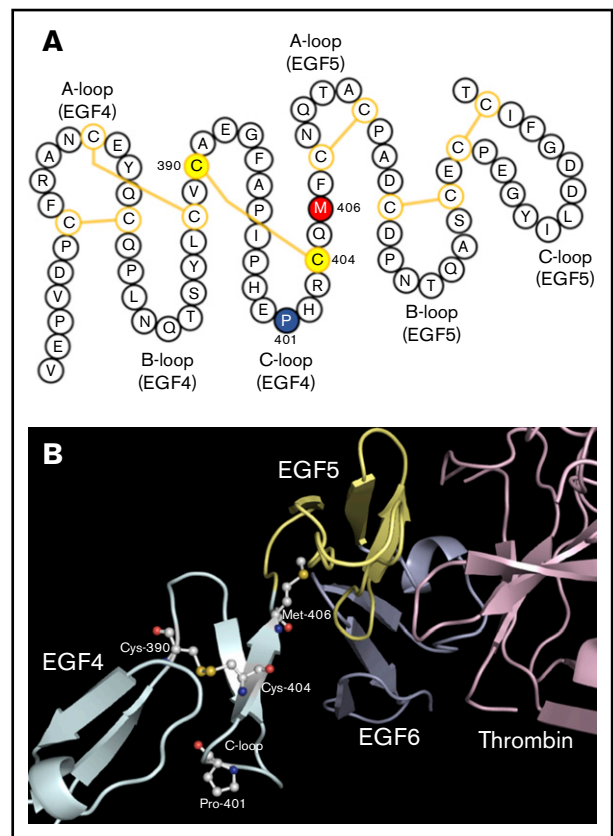 A
A-loop
(EGF4)
VEPVDPCFRANCEYQCQPLNQTSYLCVCAEGFAPIPHEPHRCQMFCNQTACPADCDPNTQASCECPEGYILDDGFICT
390
B-loop
(EGF4)
401
C-loop
(EGF4)
404
406
A-loop
(EGF5)
B-loop
(EGF5)
C-loop
(EGF5)
B
EGF5
Met-406
Cys-390
EGF4
Cys-404
C-loop
EGF6
Thrombin
Pro-401